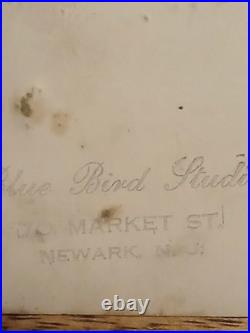 Blue Bird Studi
MARKET ST.
NEWARK, N. J.